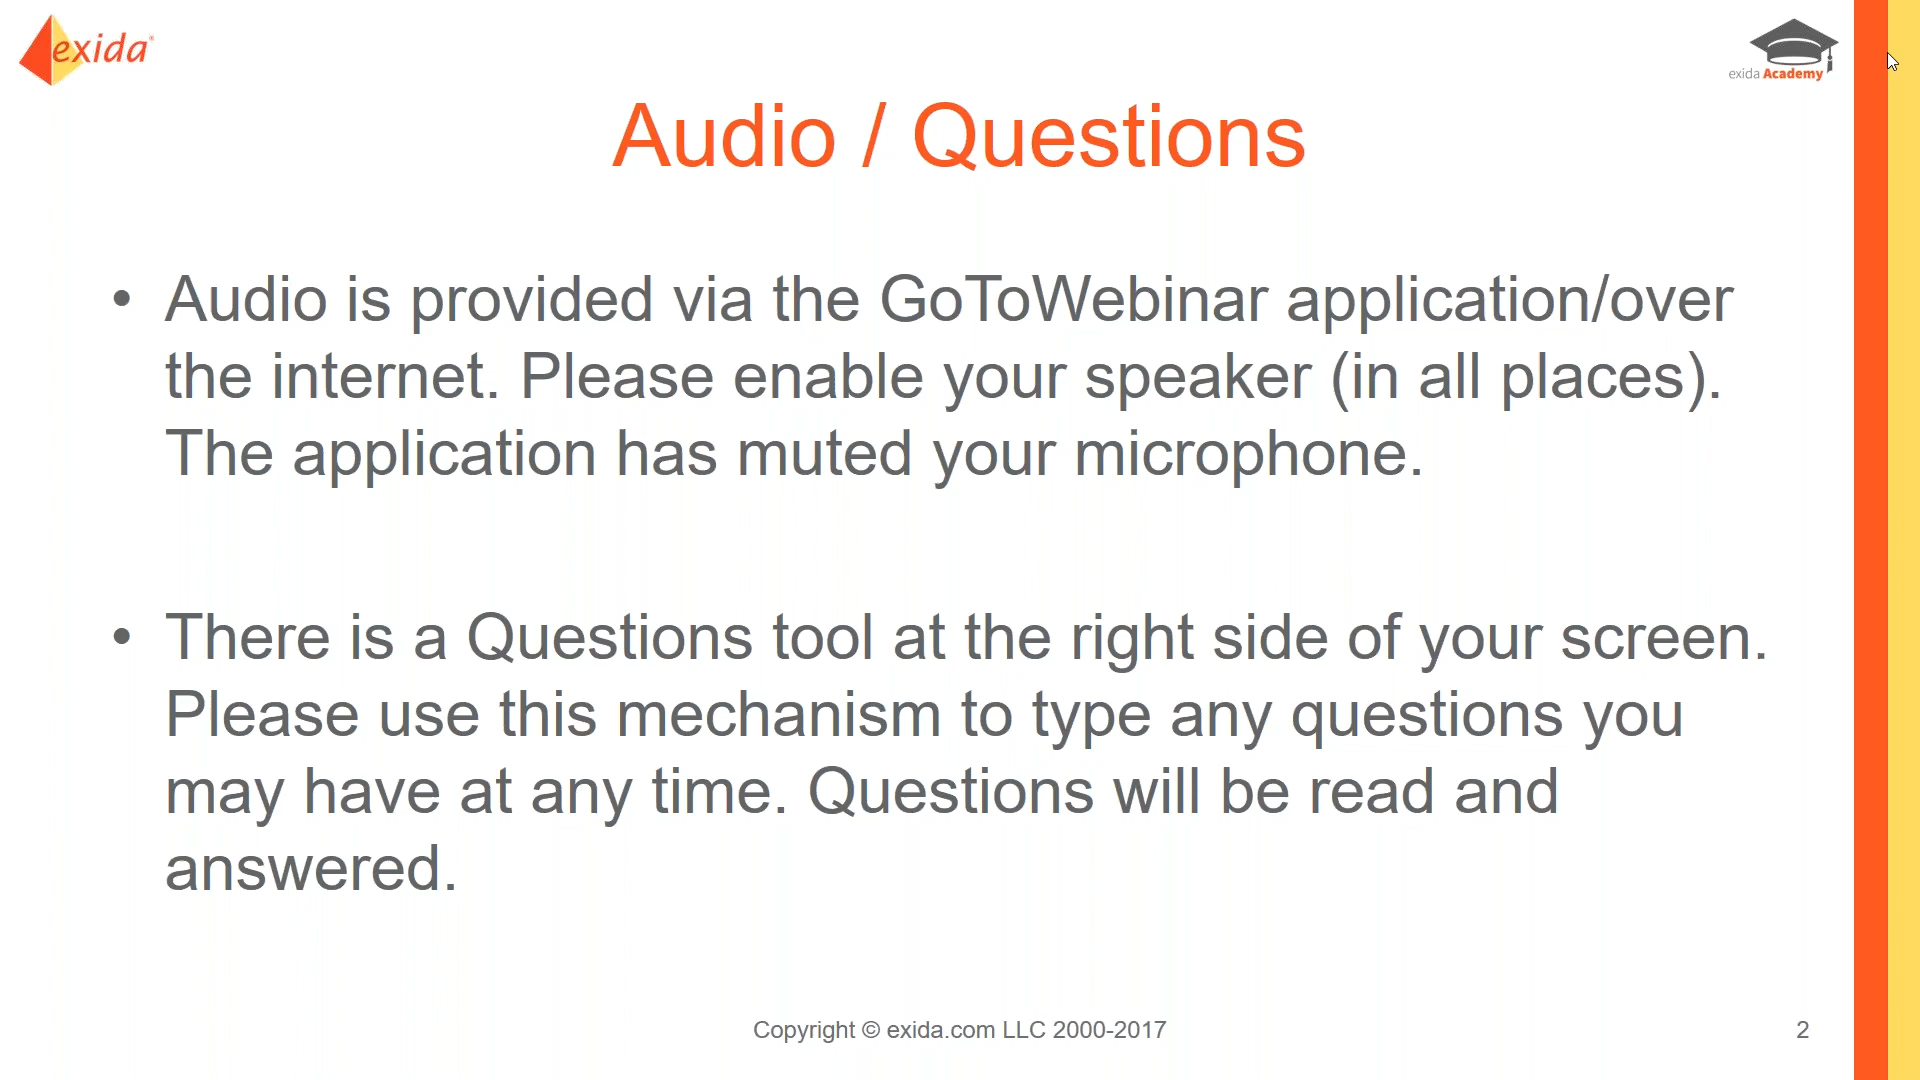 exida
exida Academy
Audio / Questions
• Audio is provided via the GoToWebinar application/over
the internet. Please enable your speaker (in all places).
The application has muted your microphone.
• There is a Questions tool at the right side of your screen.
Please use this mechanism to type any questions you
may have at any time. Questions will be read and
answered.
Copyright © exida.com LLC 2000-2017
2